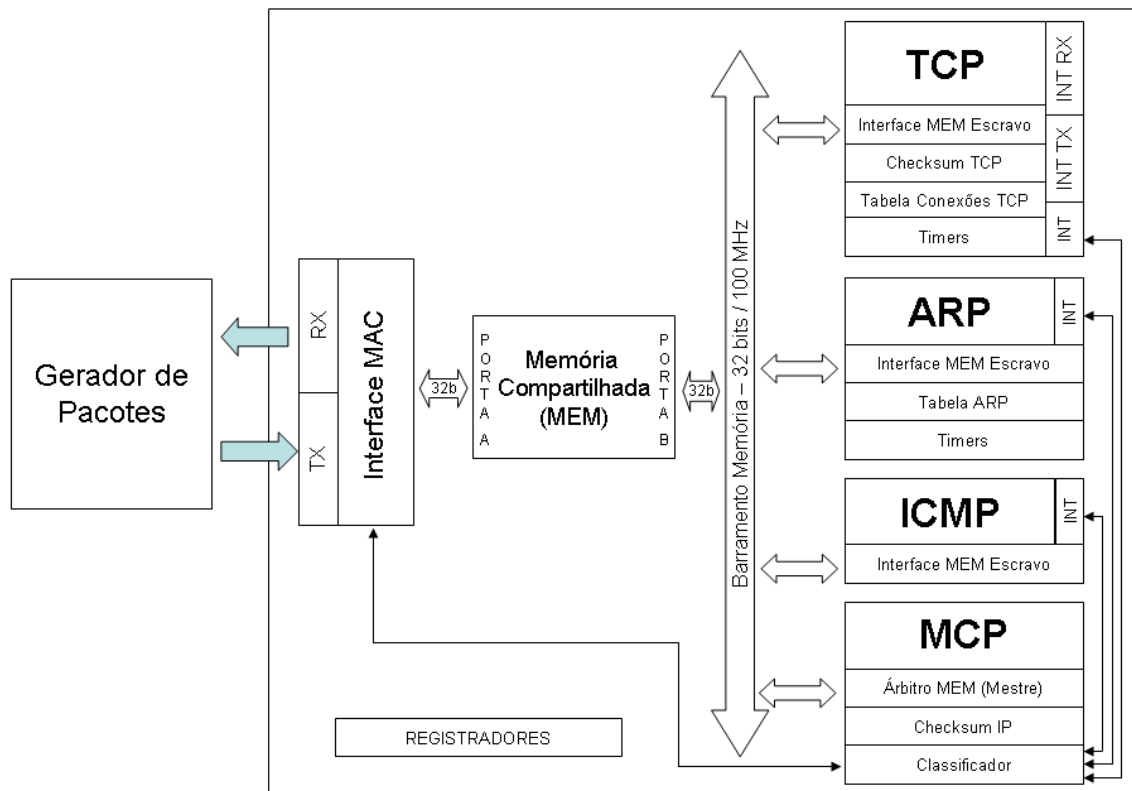 Gerador de
Pacotes
RX
TX
Interface MAC
32b
PORTA A
Memória
Compartilhada
(MEM)
PORTA B
32b
Barramento Memória – 32 bits / 100 MHz
REGISTRADORES
TCP
INT RX
INT TX
INT
Interface MEM Escravo
Checksum TCP
Tabela Conexões TCP
Timers
ARP
INT
Interface MEM Escravo
Tabela ARP
Timers
ICMP
INT
Interface MEM Escravo
MCP
Árbitro MEM (Mestre)
Checksum IP
Classificador